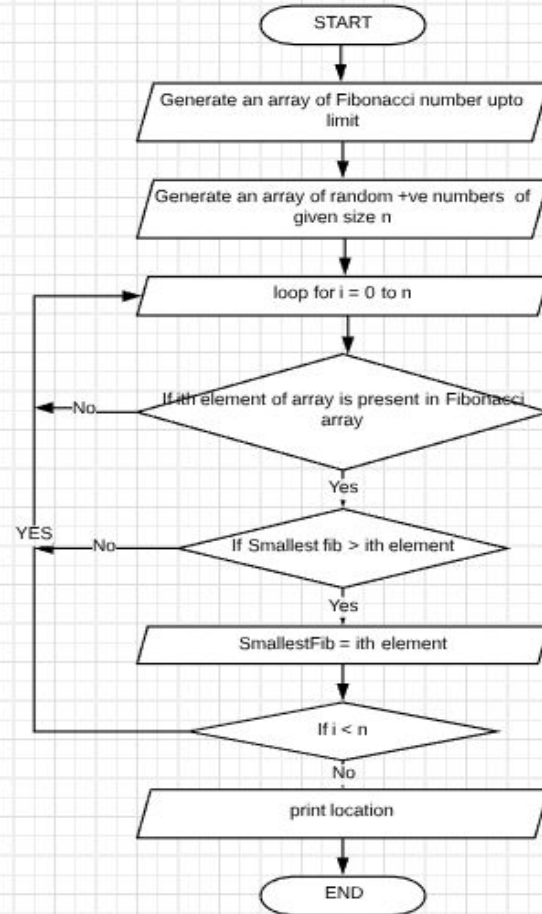 START
Generate an array of Fibonacci number upto
limit
Generate an array of random +ve numbers of
given size n
loop for i = 0 to n
If ith element of array is present in Fibonacci
array
No
Yes
YES
If Smallest fib > ith element
No
Yes
SmallestFib = ith element
If i < n
No
print location
END